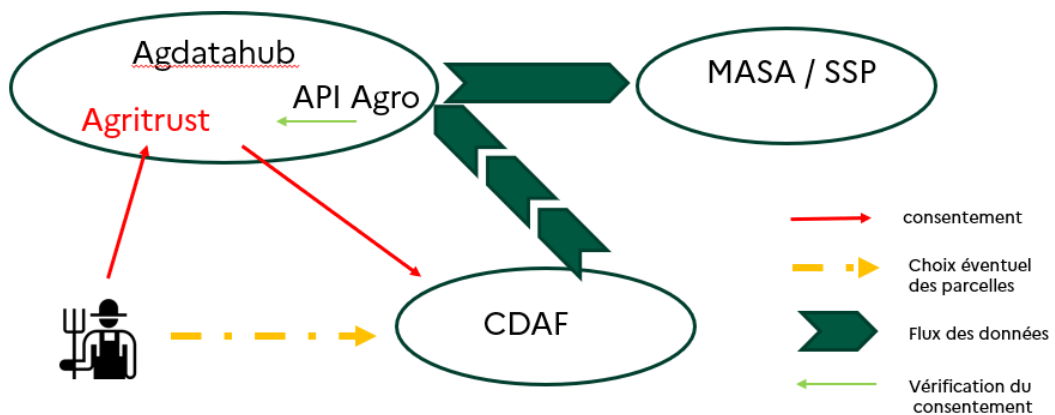 Agdatahub
MASA / SSP
API Agro
Agritrust
consentement
Choix éventuel
des parcelles
CDAF
Flux des données
Vérification du
consentement